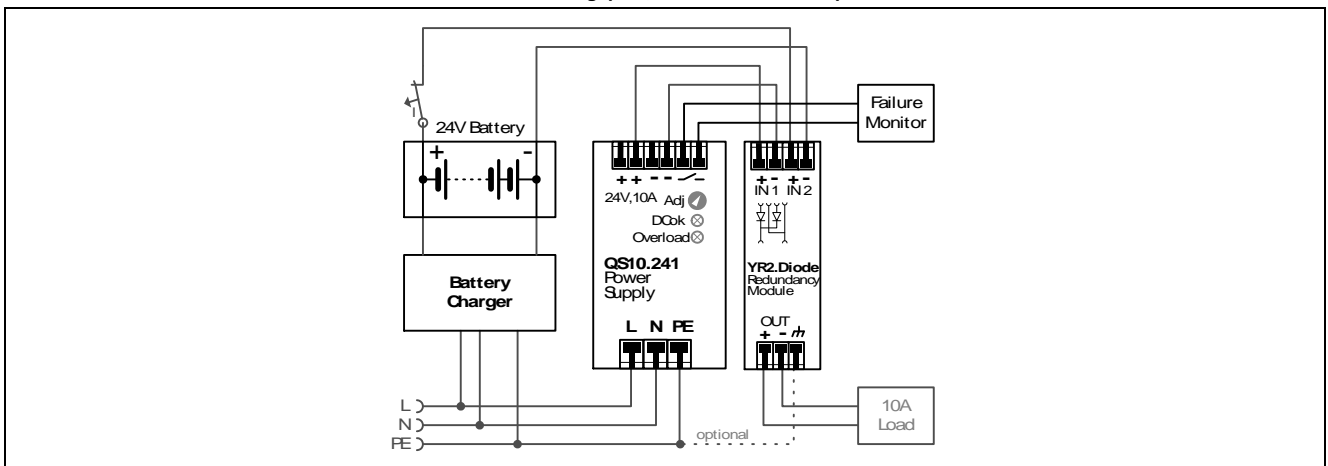 24V Battery
+ -
Battery
Charger
+ + - -
24V,10A Adj
DCok
Overload
QS10.241
Power
Supply
L N PE
+ - + -
IN 1 IN 2
YR2.Diode
Redundancy
Module
OUT
+ -
Failure
Monitor
10A
Load
L
N
PE
optional